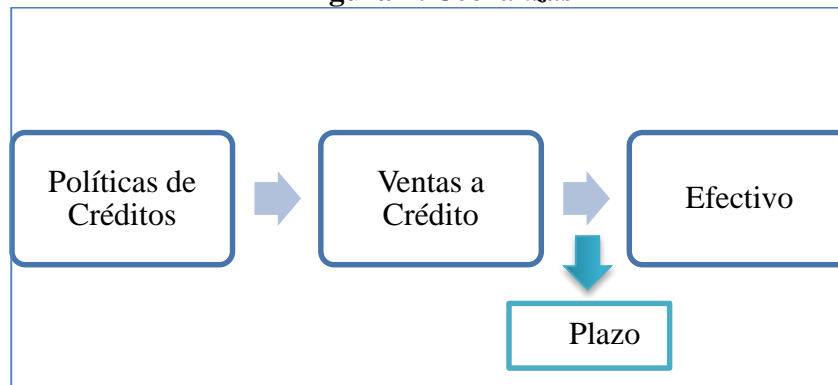 Políticas de
Créditos
Ventas a
Crédito
Efectivo
Plazo